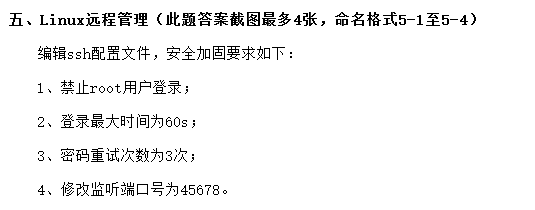 五、Linux远程管理（此题答案截图最多4张，命名格式5-1至5-4）
编辑ssh配置文件，安全加固要求如下：
1、禁止root用户登录；
2、登录最大时间为60s；
3、密码重试次数为3次；
4、修改监听端口号为45678。